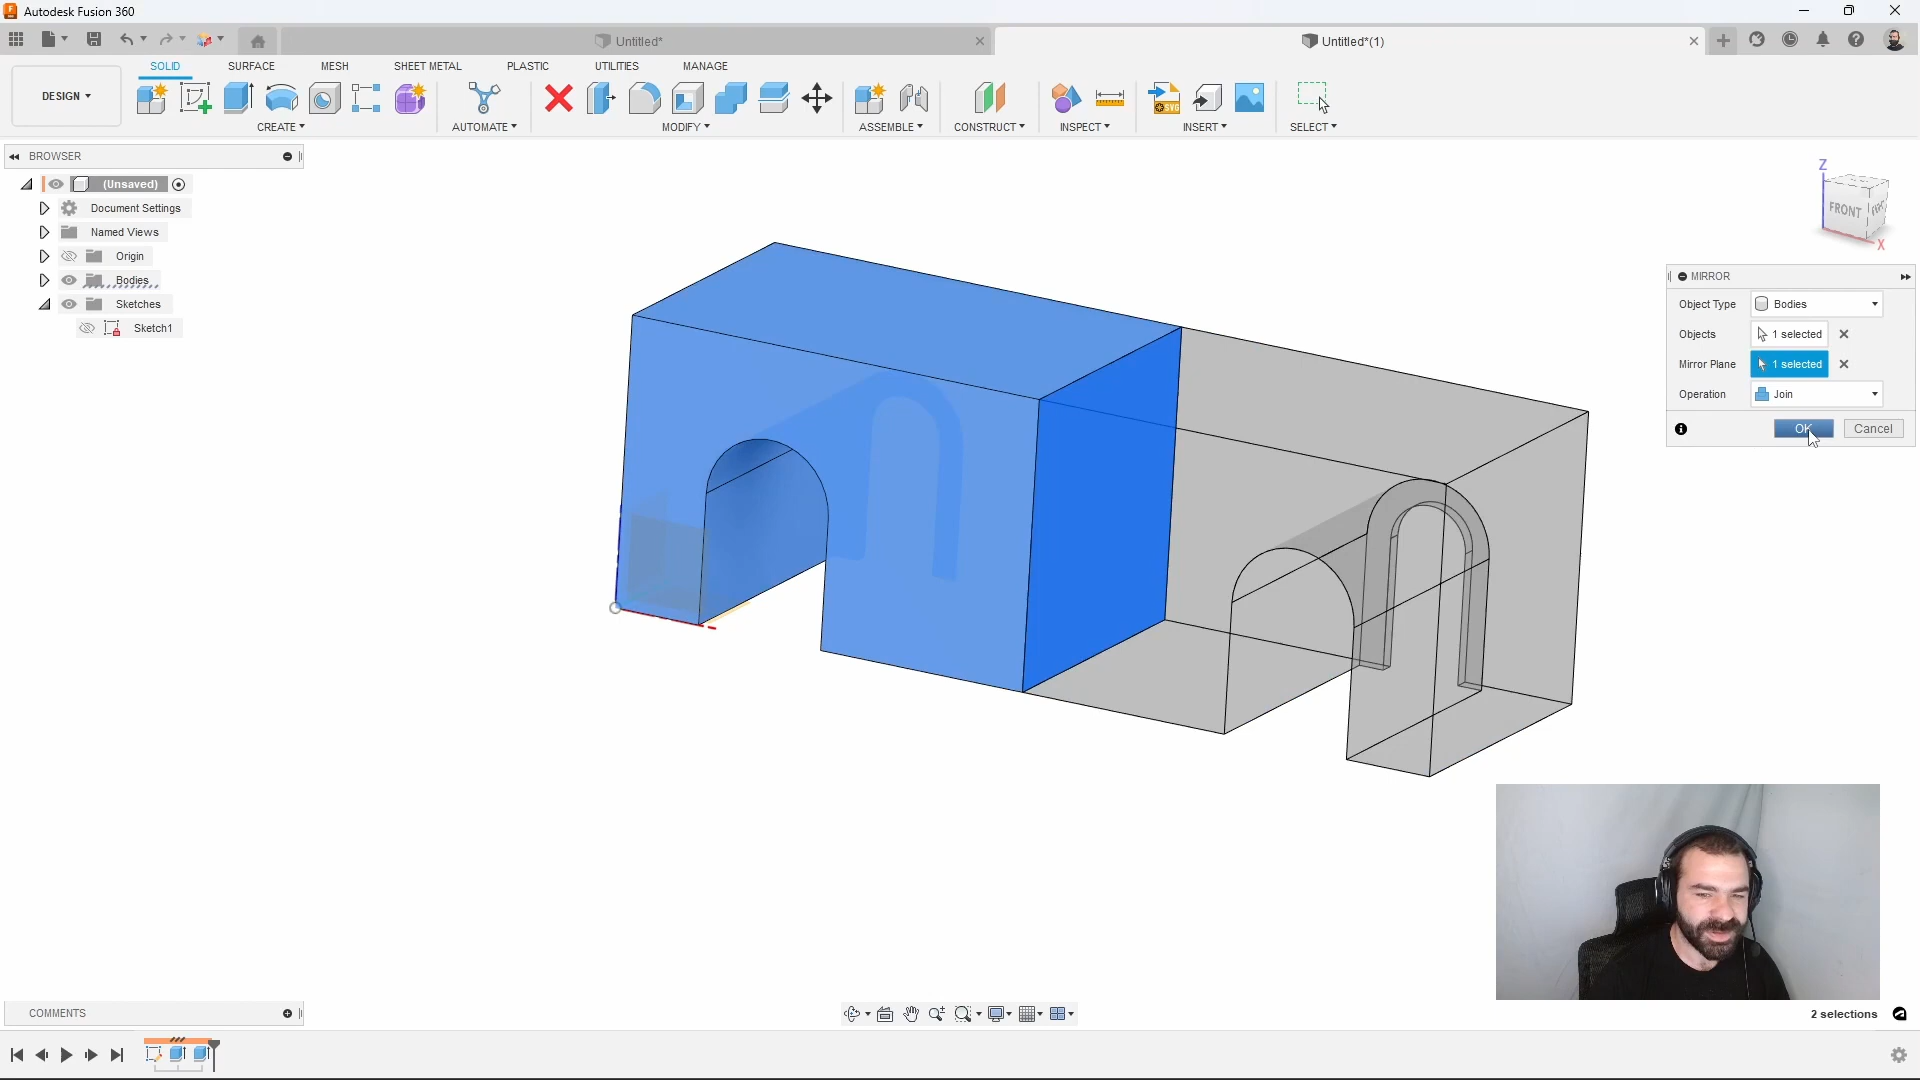 Autodesk Fusion 360
Untitled*
Untitled*(1)
SOLID SURFACE MESH SHEET METAL PLASTIC UTILITIES MANAGE
DESIGN
CREATE AUTOMATE MODIFY ASSEMBLE CONSTRUCT INSPECT INSERT SELECT
SVG
BROWSER
(Unsaved)
Document Settings
Named Views
Origin
Bodies
Sketches
Sketch1
Z
FRONT
X
MIRROR
Object Type Bodies
Objects 1 selected
Mirror Plane 1 selected
Operation Join
OK Cancel
COMMENTS
2 selections